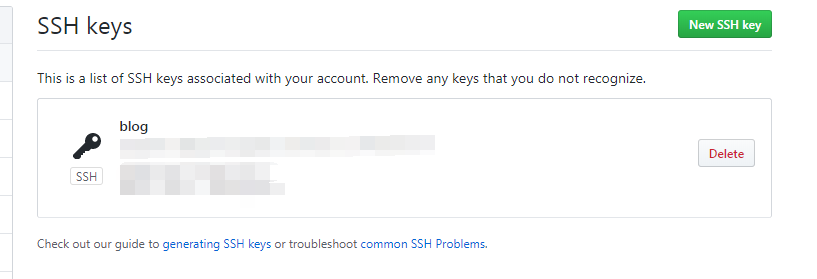 SSH keys
New SSH key
This is a list of SSH keys associated with your account. Remove any keys that you do not recognize.
blog
SSH
Delete
Check out our guide to generating SSH keys or troubleshoot common SSH Problems.